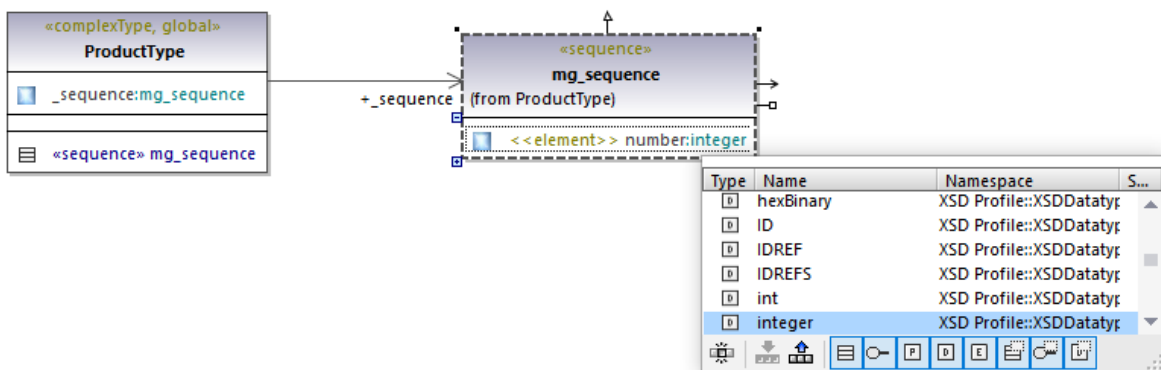 «complexType, global»
ProductType
_sequence:mg_sequence
«sequence» mg_sequence
+_sequence
«sequence»
mg_sequence
(from ProductType)
<<element>> number:integer
Type Name Namespace S...
hexBinary XSD Profile::XSDDatatyp
ID XSD Profile::XSDDatatyp
IDREF XSD Profile::XSDDatatyp
IDREFS XSD Profile::XSDDatatyp
int XSD Profile::XSDDatatyp
integer XSD Profile::XSDDatatyp
P D E